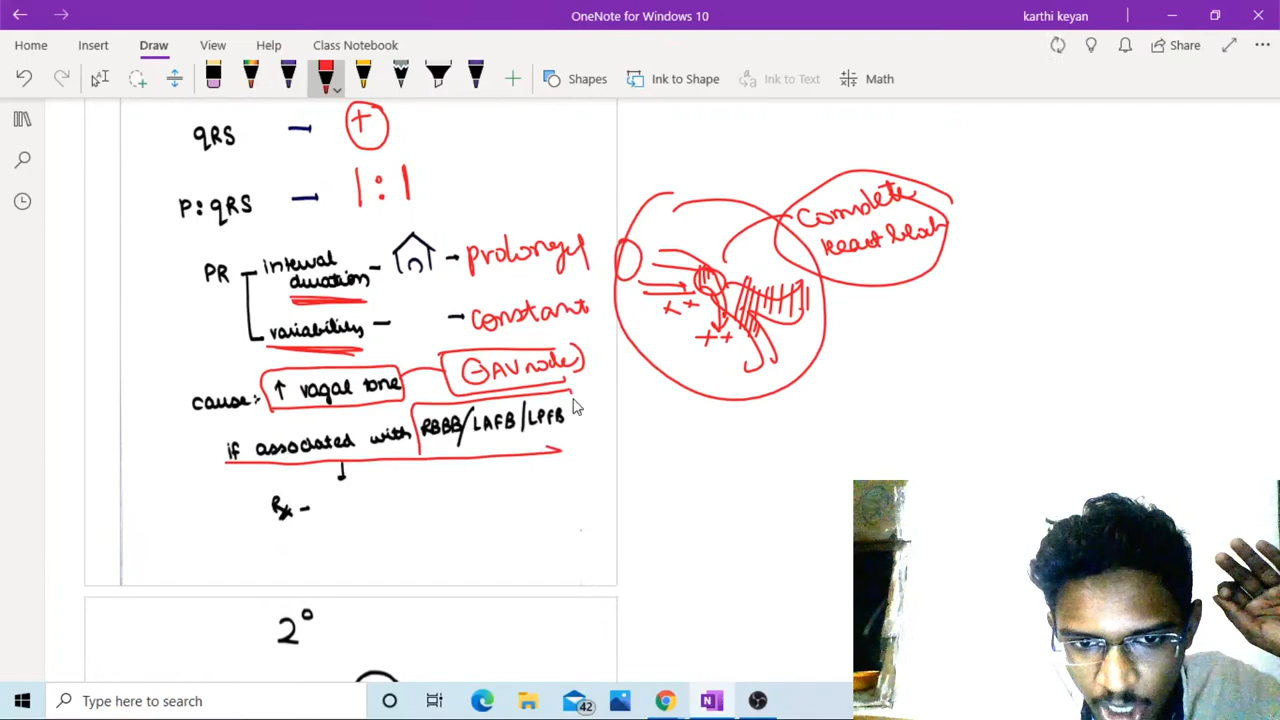 OneNote for Windows 10
karthi keyan
Home Insert Draw View Help Class Notebook
Share
Shapes Ink to Shape Ink to Text Math
qRS – +
P:qRS – 1:1
PR interval duration – → prolonged
variability – - constant
cause:- ↑ vagal tone ⊖AV node)
if associated with RBBB/LAFB/LPFB
Rx -
2°
Complete
Heart block
Type here to search
42